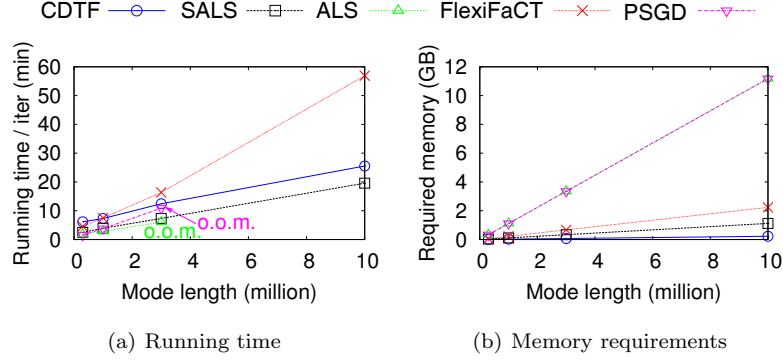 CDTF SALS ALS FlexiFaCT PSGD
Running time / iter (min)
60
50
40
30
20
10
0
o.o.m.
o.o.m.
0 2 4 6 8 10
Mode length (million)
(a) Running time
Required memory (GB)
12
10
8
6
4
2
0
0 2 4 6 8 10
Mode length (million)
(b) Memory requirements